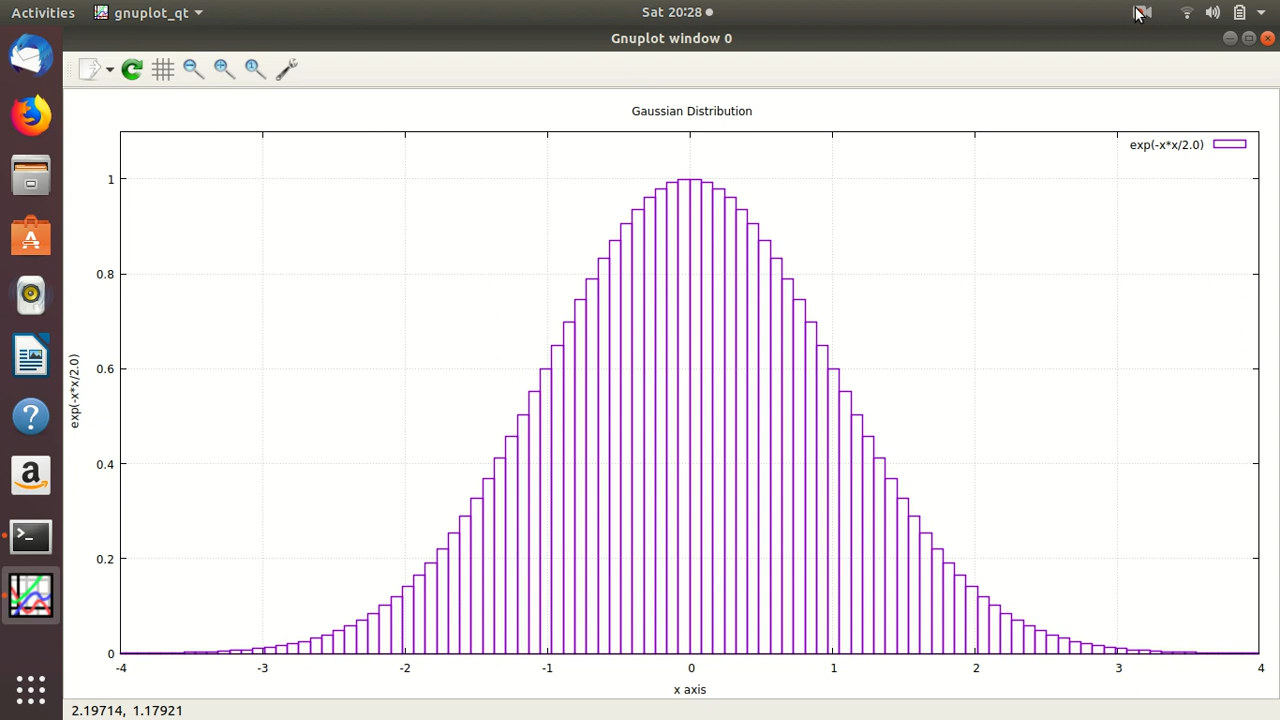 Activities gnuplot_qt Sat 20:28
Gnuplot window 0
Gaussian Distribution
exp(-x*x/2.0)
1
0.8
0.6
0.4
0.2
0
exp(-x*x/2.0)
-4 -3 -2 -1 0 1 2 3 4
x axis
2.19714, 1.17921